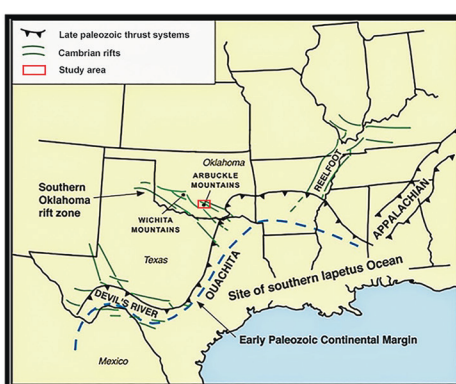 Late paleozoic thrust systems
Cambrian rifts
Study area
Oklahoma
ARBUCKLE
MOUNTAINS
REELFOOT
Southern
Oklahoma
rift zone
WICHITA
MOUNTAINS
APPALACHIAN
Texas
OUACHITA
Site of southern Iapetus Ocean
DEVIL'S RIVER
Early Paleozoic Continental Margin
Mexico